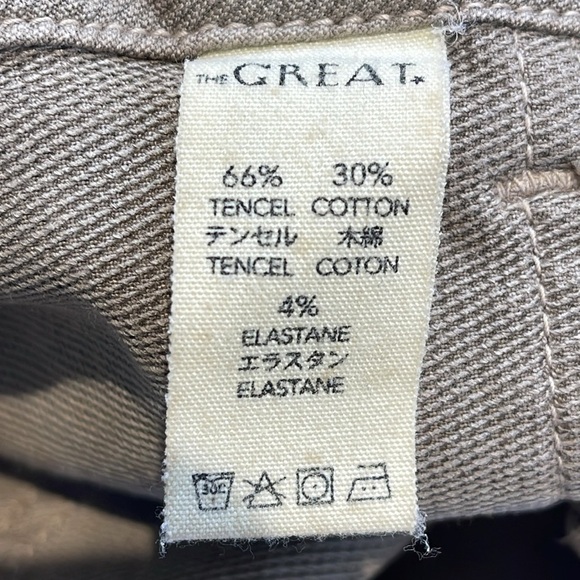 THE GREAT.
66% 30%
TENCEL COTTON
テンセル 木綿
TENCEL COTON
4%
ELASTANE
エラスタン
ELASTANE
30C